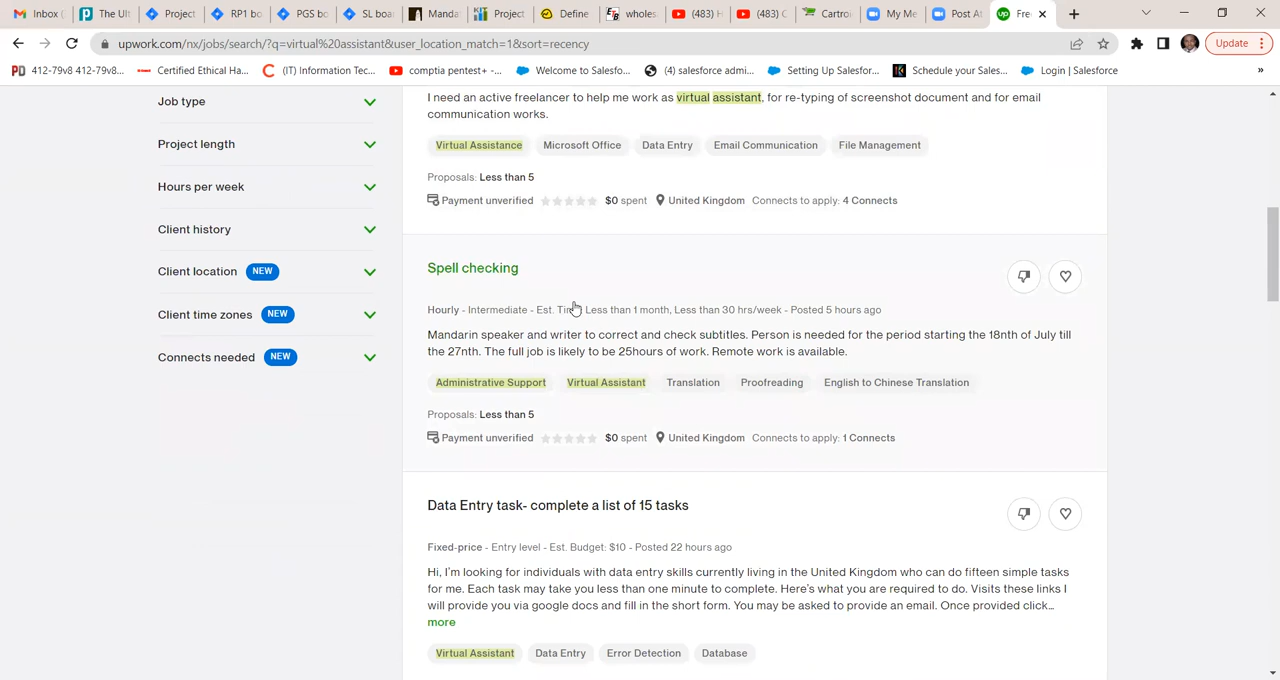 Inbox (
The Ult
Project
RP1 bo
PGS bo
SL boa
Manda
Project
Define
wholes
(483) H
(483) C
Cartroi
My Me
Post A
Fre
upwork.com/nx/jobs/search/?q=virtual%20assistant&user_location_match=1&sort=recency
Update
412-79v8 412-79v8...
Certified Ethical Ha...
(IT) Information Tec...
comptia pentest+ -...
Welcome to Salesfo...
(4) salesforce admi...
Setting Up Salesfor...
Schedule your Sales...
Login | Salesforce
»
Job type
Project length
Hours per week
Client history
Client location NEW
Client time zones NEW
Connects needed NEW
I need an active freelancer to help me work as virtual assistant, for re-typing of screenshot document and for email
communication works.
Virtual Assistance Microsoft Office Data Entry Email Communication File Management
Proposals: Less than 5
Payment unverified $0 spent United Kingdom Connects to apply: 4 Connects
Spell checking
Hourly - Intermediate - Est. Less than 1 month, Less than 30 hrs/week - Posted 5 hours ago
Mandarin speaker and writer to correct and check subtitles. Person is needed for the period starting the 18nth of July till
the 27nth. The full job is likely to be 25hours of work. Remote work is available.
Administrative Support Virtual Assistant Translation Proofreading English to Chinese Translation
Proposals: Less than 5
Payment unverified $0 spent United Kingdom Connects to apply: 1 Connects
Data Entry task- complete a list of 15 tasks
Fixed-price - Entry level - Est. Budget: $10 - Posted 22 hours ago
Hi, I'm looking for individuals with data entry skills currently living in the United Kingdom who can do fifteen simple tasks
for me. Each task may take you less than one minute to complete. Here's what you are required to do. Visits these links I
will provide you via google docs and fill in the short form. You may be asked to provide an email. Once provided click...
more
Virtual Assistant Data Entry Error Detection Database